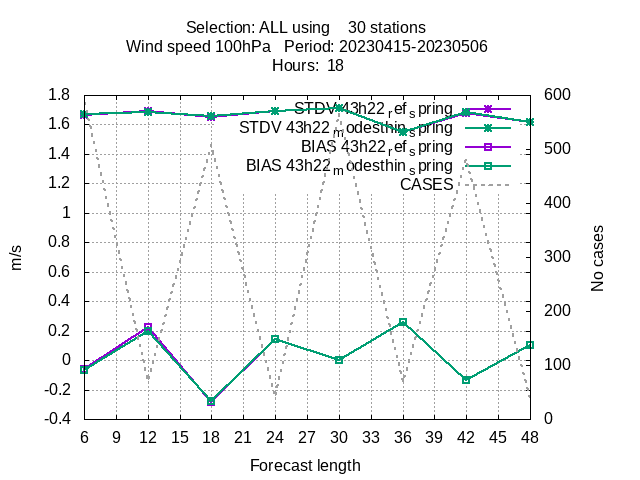 Selection: ALL using 30 stations
Wind speed 100hPa Period: 20230415-20230506
Hours: 18
1.8
1.6
1.4
1.2
1
0.8
0.6
0.4
0.2
0
-0.2
-0.4
m/s
STDV 43h22_ref_spring
STDV 43h22_modesthin_spring
BIAS 43h22_ref_spring
BIAS 43h22_modesthin_spring
CASES
600
500
400
300
200
100
0
No cases
6 9 12 15 18 21 24 27 30 33 36 39 42 45 48
Forecast length